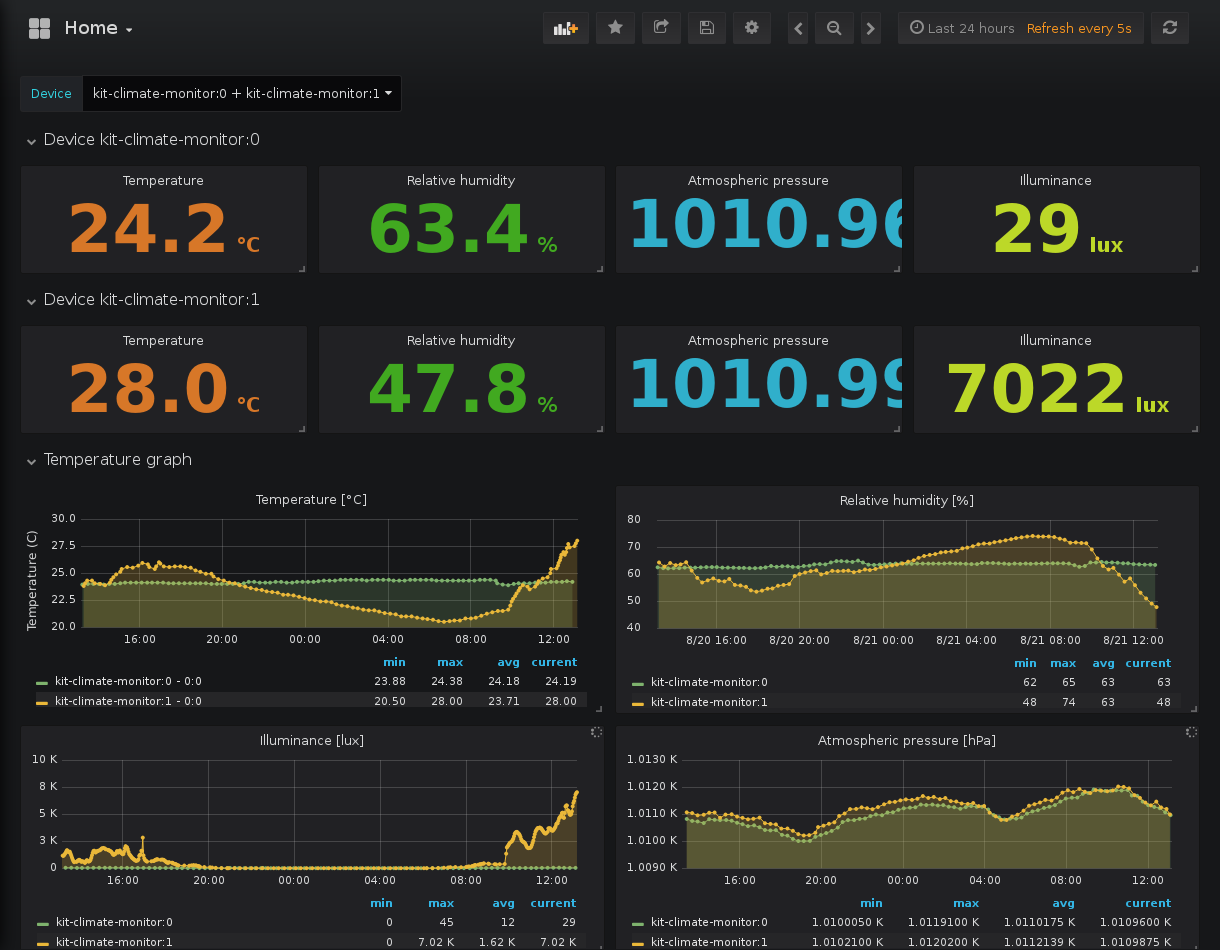 Home
Last 24 hours Refresh every 5s
Device kit-climate-monitor:0 + kit-climate-monitor:1
Device kit-climate-monitor:0
Temperature Relative humidity Atmospheric pressure Illuminance
24.2 °C 63.4 % 1010.96 29 lux
Device kit-climate-monitor:1
Temperature Relative humidity Atmospheric pressure Illuminance
28.0 °C 47.8 % 1010.99 7022 lux
Temperature graph
Temperature [°C]
Temperature (C)
30.0
27.5
25.0
22.5
20.0
16:00 20:00 00:00 04:00 08:00 12:00
min max avg current
kit-climate-monitor:0 - 0:0 23.88 24.38 24.18 24.19
kit-climate-monitor:1 - 0:0 20.50 28.00 23.71 28.00
Relative humidity [%]
80
70
60
50
40
8/20 16:00 8/20 20:00 8/21 00:00 8/21 04:00 8/21 08:00 8/21 12:00
min max avg current
kit-climate-monitor:0 62 65 63 63
kit-climate-monitor:1 48 74 63 48
Illuminance [lux]
10 K
8 K
5 K
3 K
0
16:00 20:00 00:00 04:00 08:00 12:00
min max avg current
kit-climate-monitor:0 0 45 12 29
kit-climate-monitor:1 0 7.02 K 1.62 K 7.02 K
Atmospheric pressure [hPa]
1.0130 K
1.0120 K
1.0110 K
1.0100 K
1.0090 K
16:00 20:00 00:00 04:00 08:00 12:00
min max avg current
kit-climate-monitor:0 1.0100050 K 1.0119100 K 1.0110175 K 1.0109600 K
kit-climate-monitor:1 1.0102100 K 1.0120200 K 1.0112139 K 1.0109875 K